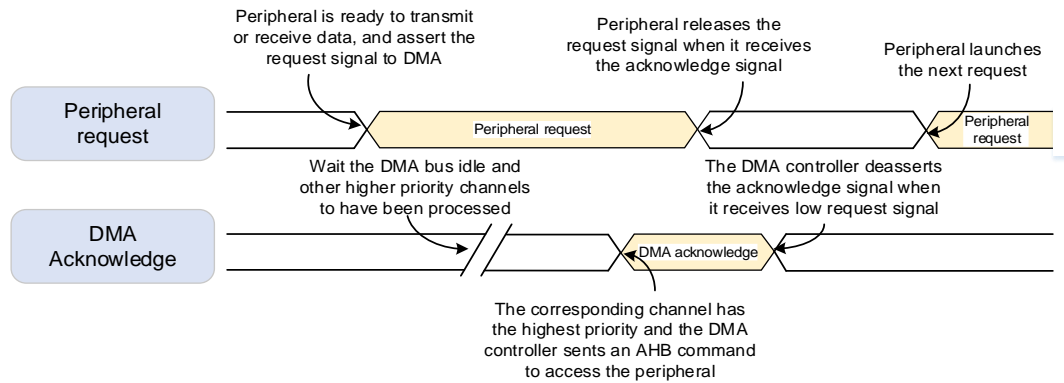 Peripheral is ready to transmit
or receive data, and assert the
request signal to DMA
Peripheral releases the
request signal when it receives
the acknowledge signal
Peripheral launches
the next request
Peripheral
request
Peripheral request
Peripheral
request
Wait the DMA bus idle and
other higher priority channels
to have been processed
The DMA controller deasserts
the acknowledge signal when
it receives low request signal
DMA
Acknowledge
DMA acknowledge
The corresponding channel has
the highest priority and the DMA
controller sents an AHB command
to access the peripheral